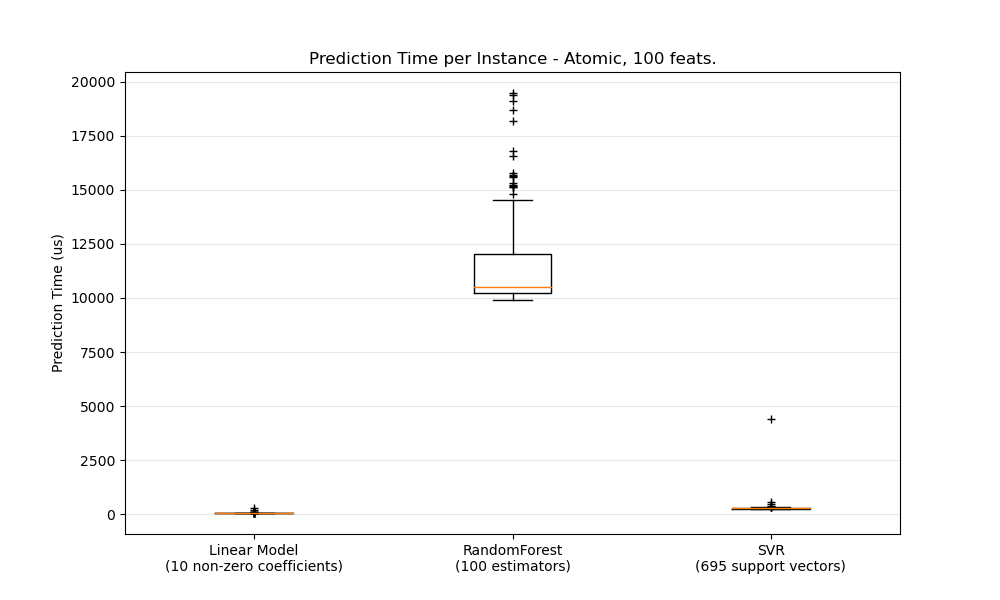 Prediction Time per Instance - Atomic, 100 feats.
Prediction Time (us)
20000
17500
15000
12500
10000
7500
5000
2500
0
Linear Model
(10 non-zero coefficients)
RandomForest
(100 estimators)
SVR
(695 support vectors)